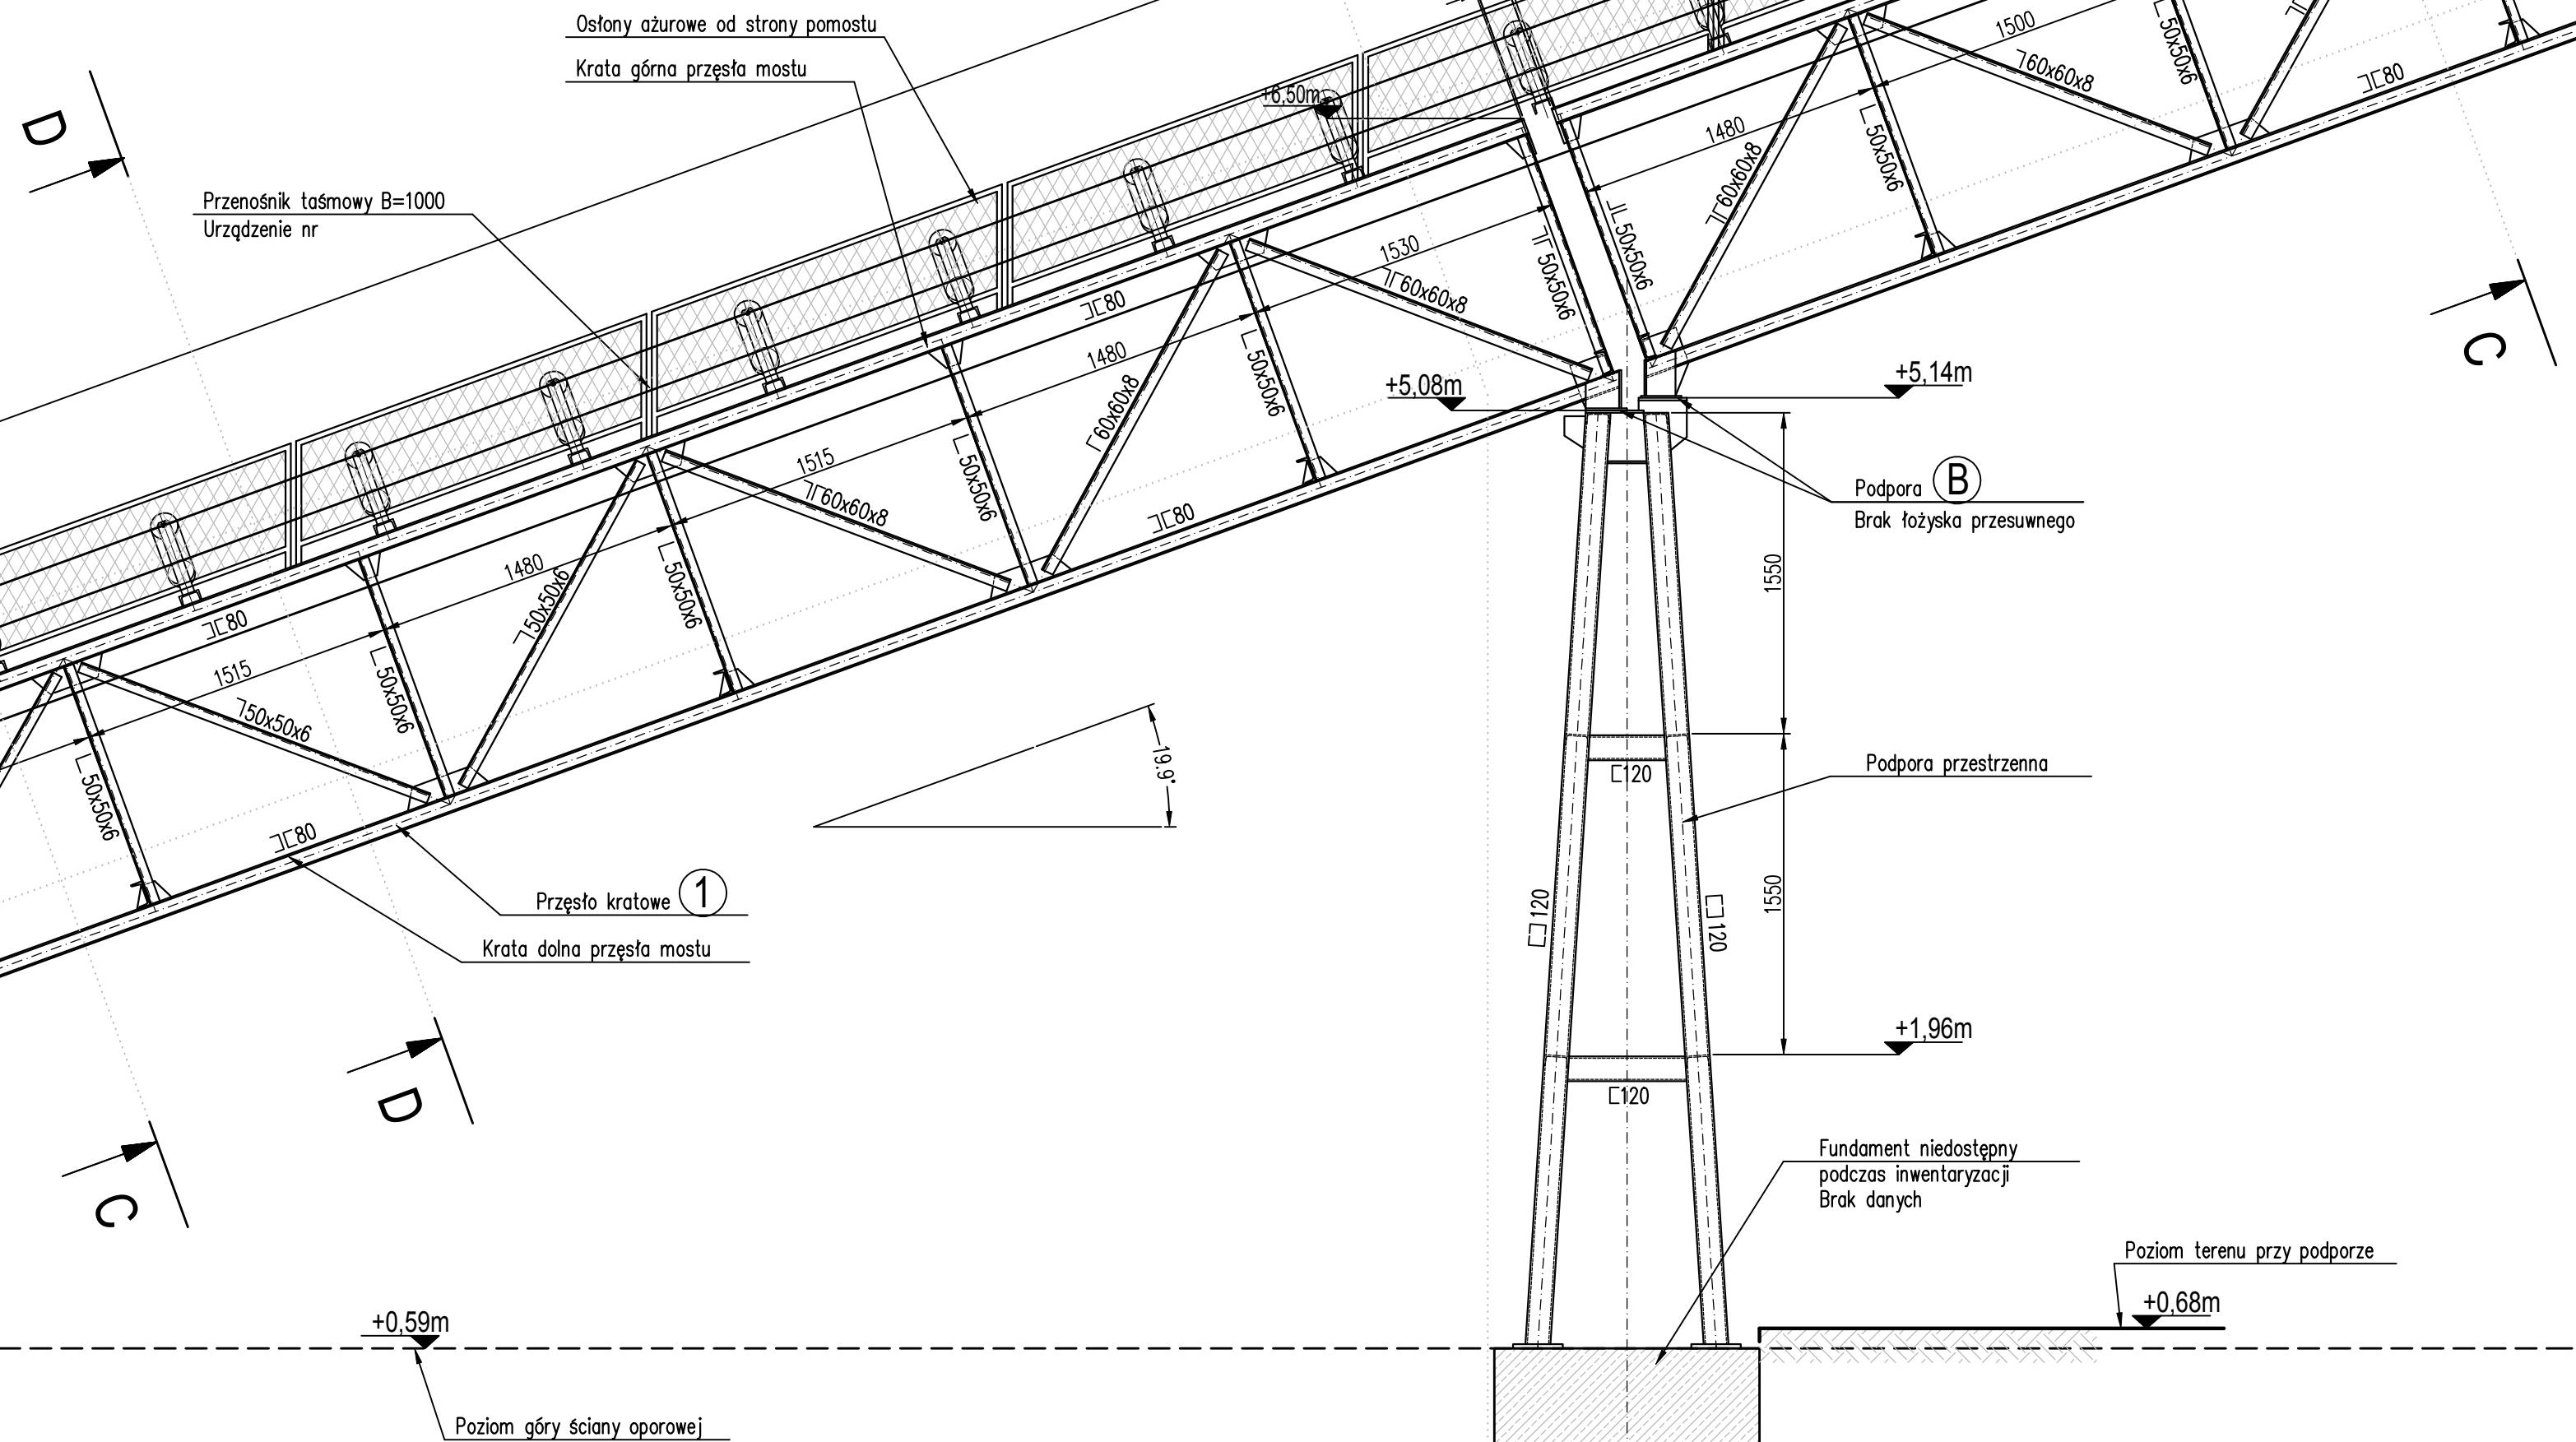 Osłony ażurowe od strony pomostu
Krata górna przęsła mostu
Przenośnik taśmowy B=1000
Urządzenie nr
D
+6,50m
1500
50x50x6
60x60x8
80
1480
50x50x6
60x60x8
50x50x6
50x50x6
1530
60x60x8
80
C
1480
50x50x6
60x60x8
+5,08m
+5,14m
Podpora B
Brak łożyska przesuwnego
1515
60x60x8
50x50x6
80
1480
50x50x6
50x50x6
80
1515
50x50x6
50x50x6
50x50x6
80
19.9°
1550
120
Podpora przestrzenna
Przęsło kratowe 1
Krata dolna przęsła mostu
120
120
1550
+1,96m
120
D
C
Fundament niedostępny
podczas inwentaryzacji
Brak danych
Poziom terenu przy podporze
+0,68m
+0,59m
Poziom góry ściany oporowej